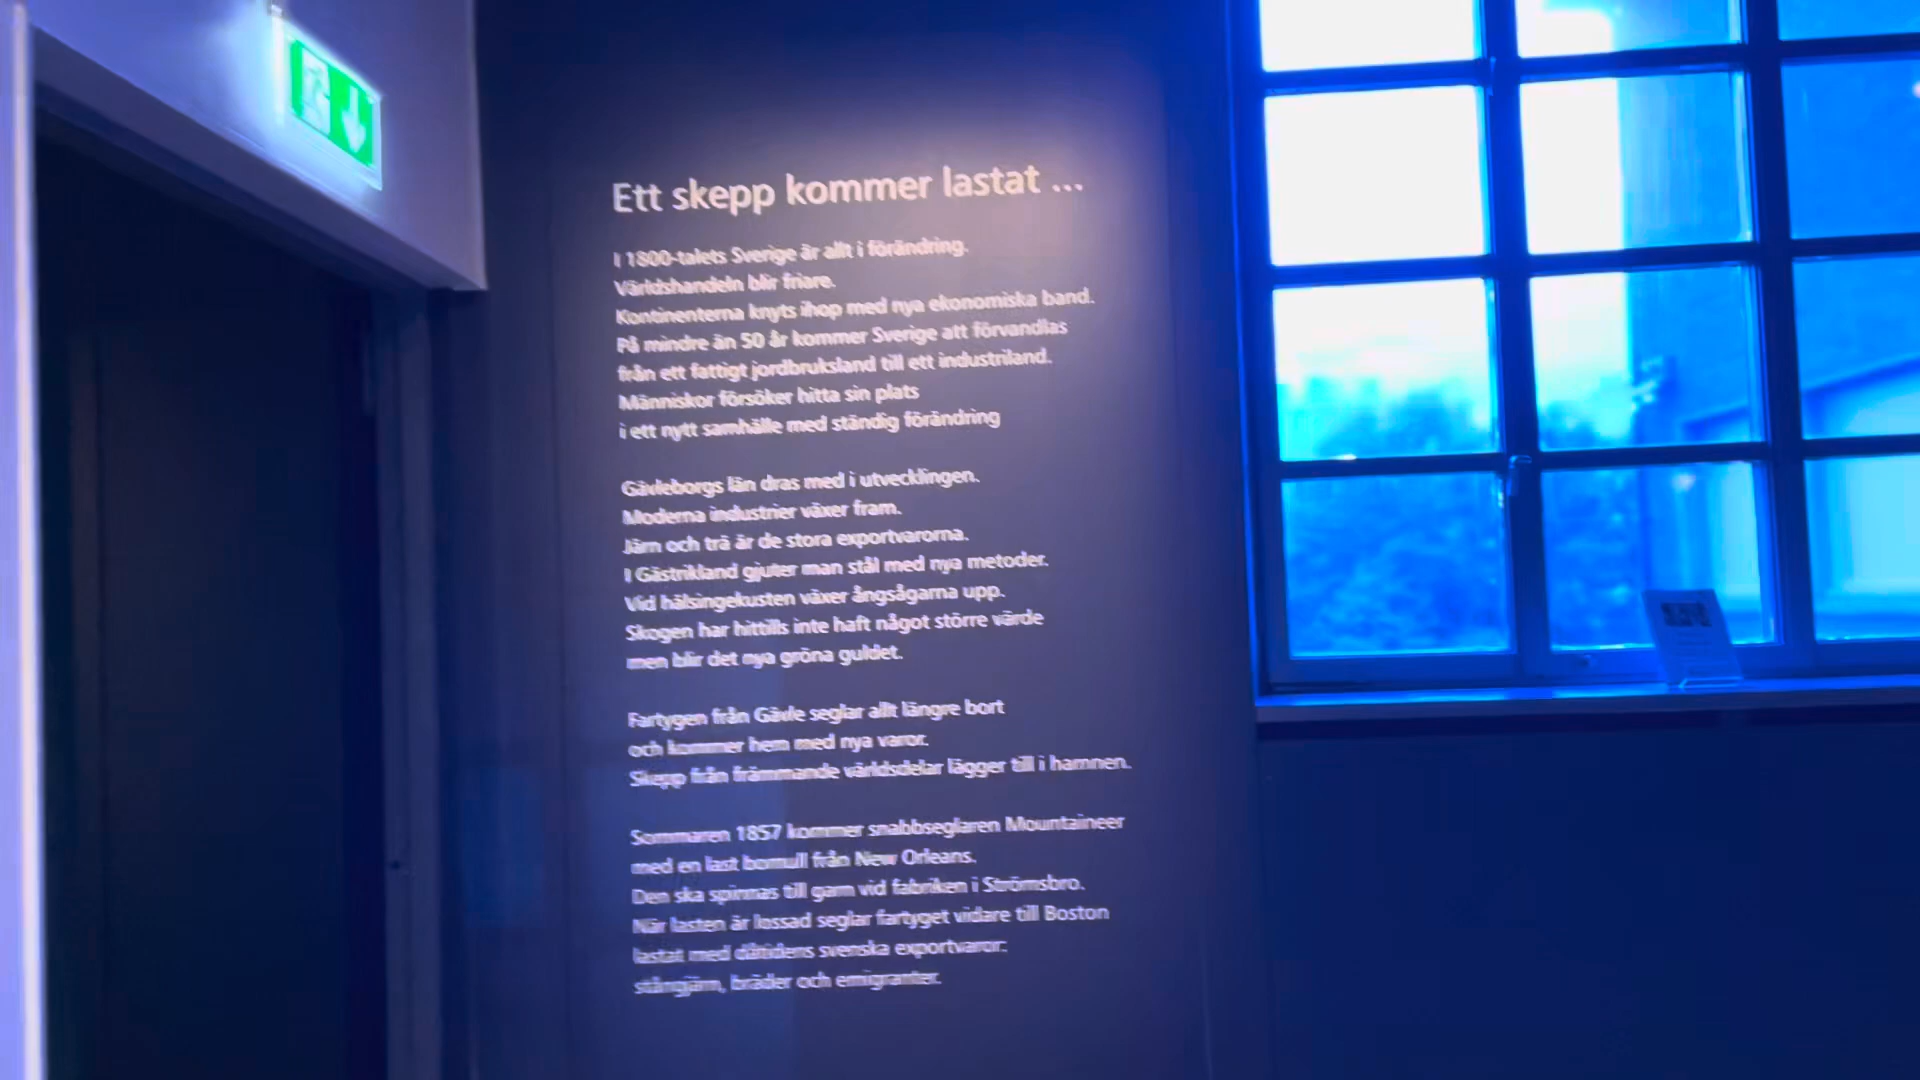 Ett skepp kommer lastat ...
I 1800-talets Sverige är allt i förändring.
Världshandeln blir friare.
Kontinenterna knyts ihop med nya ekonomiska band.
På mindre än 50 år kommer Sverige att förvandlas
från ett fattigt jordbruksland till ett industriland.
Människor försöker hitta sin plats
i ett nytt samhälle med ständig förändring
Gävleborgs län dras med i utvecklingen.
Moderna industrier växer fram.
Järn och trä är de stora exportvarorna.
I Gästrikland gjuter man stål med nya metoder.
Vid hälsingekusten växer ångsågarna upp.
Skogen har hittills inte haft något större värde
men blir det nya gröna guldet.
Fartygen från Gävle seglar allt längre bort
och kommer hem med nya varor.
Skepp från främmande världsdelar lägger till i hamnen.
Sommaren 1857 kommer snabbseglaren Mountaineer
med en last bomull från New Orleans.
Den ska spinnas till garn vid fabriken i Strömsbro.
När lasten är lossad seglar fartyget vidare till Boston
lastat med dåtidens svenska exportvaror:
stångjärn, bräder och emigranter.